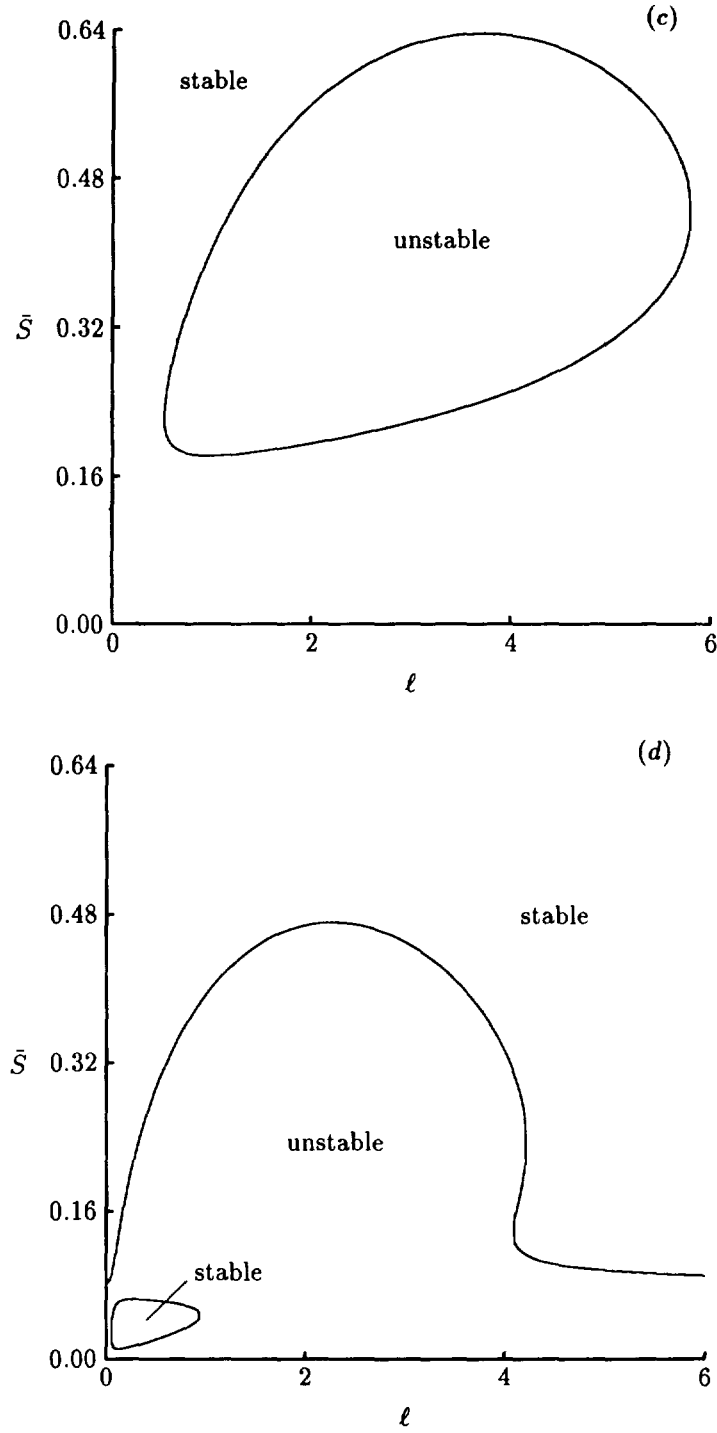 (c)
0.64
stable
0.48
unstable
S̄
0.32
0.16
0.00
0
2
4
6
ℓ
(d)
0.64
0.48
stable
S̄
0.32
unstable
0.16
stable
0.00
0
2
4
6
ℓ